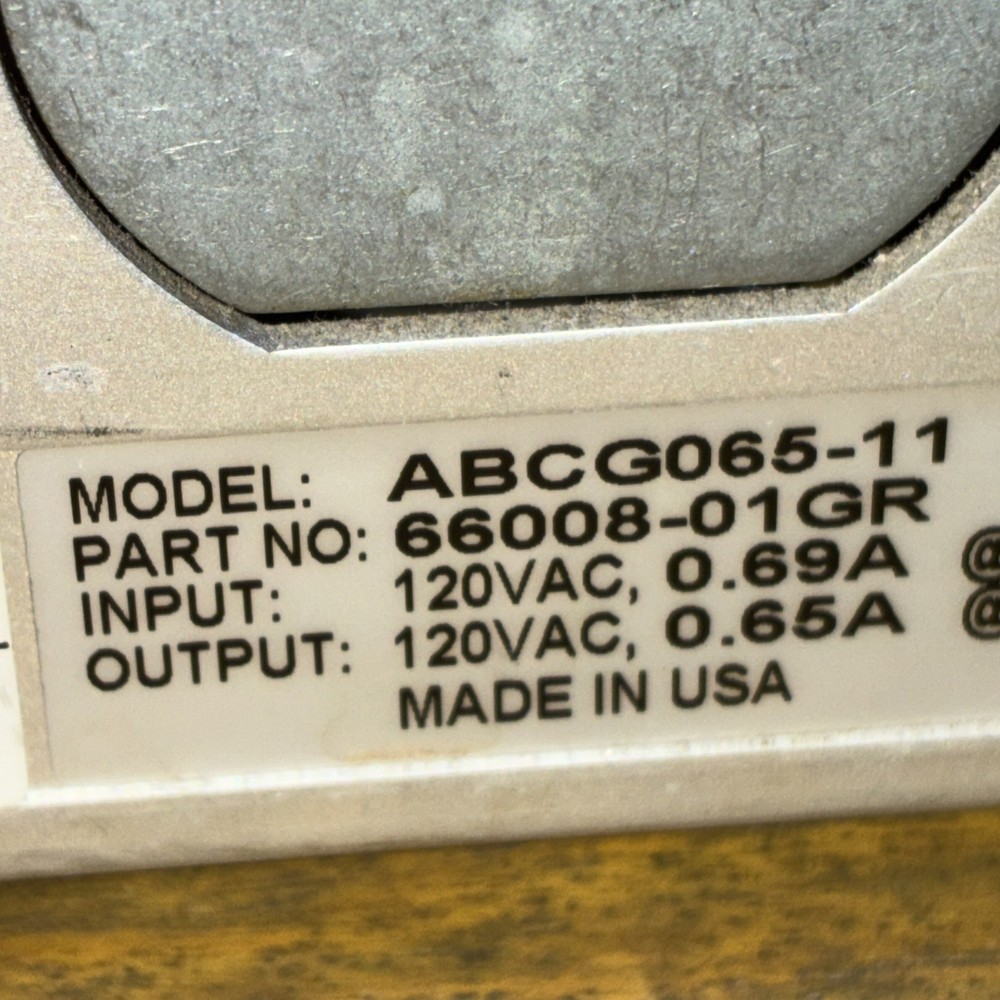 MODEL: ABCG065-11
PART NO: 66008-01GR
INPUT: 120VAC, 0.69A @
OUTPUT: 120VAC, 0.65A @
MADE IN USA